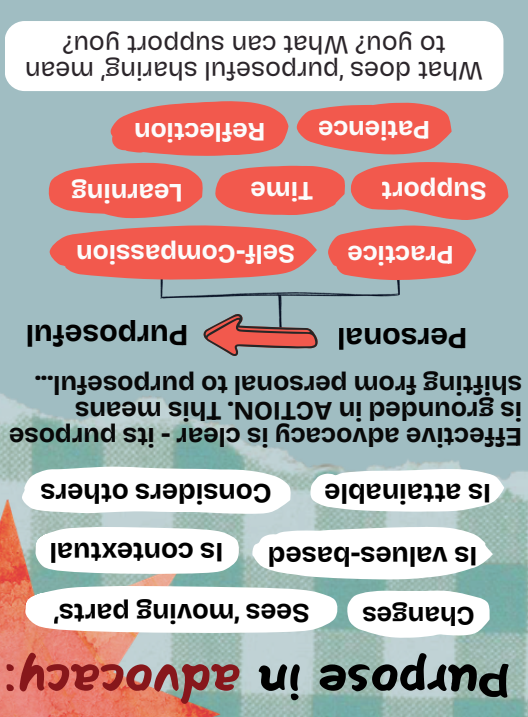 Purpose in advocacy:
Changes
Sees 'moving parts'
Is values-based
Is contextual
Is attainable
Considers others
Effective advocacy is clear - its purpose
is grounded in ACTION. This means
shifting from personal to purposeful...
Personal
Purposeful
Practice
Self-Compassion
Support
Time
Learning
Patience
Reflection
What does 'purposeful sharing' mean
to you? What can support you?